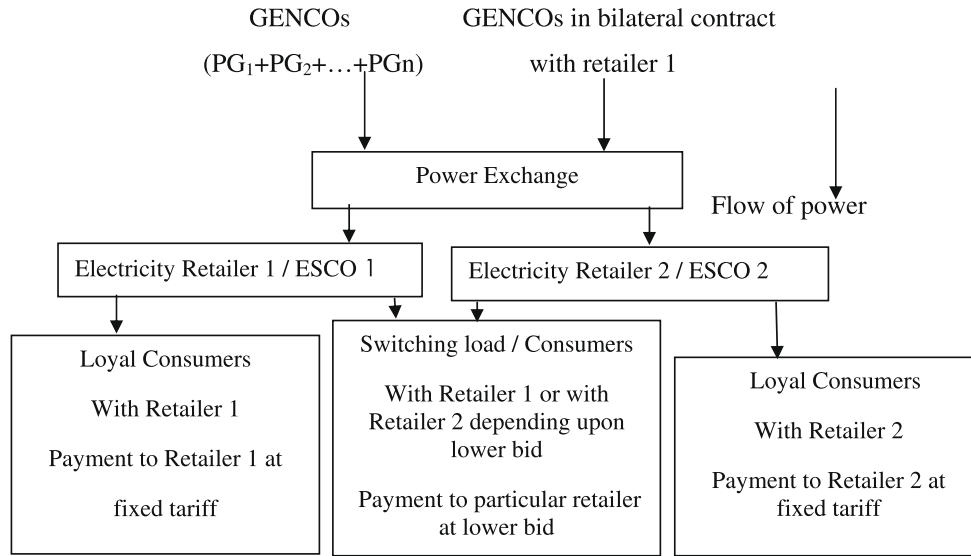 GENCOs
(PG₁+PG₂+…+PGn)
GENCOs in bilateral contract
with retailer 1
Power Exchange
Flow of power
Electricity Retailer 1 / ESCO 1
Electricity Retailer 2 / ESCO 2
Loyal Consumers
With Retailer 1
Payment to Retailer 1 at
fixed tariff
Switching load / Consumers
With Retailer 1 or with
Retailer 2 depending upon
lower bid
Payment to particular retailer
at lower bid
Loyal Consumers
With Retailer 2
Payment to Retailer 2 at
fixed tariff